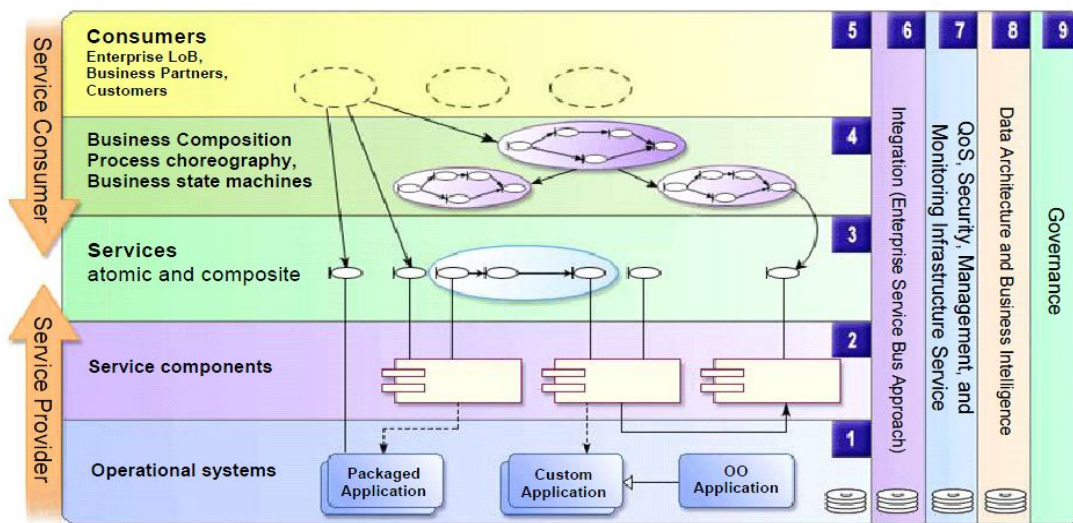 Service Consumer
Service Provider
Consumers
Enterprise LoB,
Business Partners,
Customers
5
Business Composition
Process choreography,
Business state machines
4
Services
atomic and composite
3
Service components
2
Operational systems
1
Packaged
Application
Custom
Application
OO
Application
6
Integration (Enterprise Service Bus Approach)
7
QoS, Security, Management, and
Monitoring Infrastructure Service
8
Data Architecture and Business Intelligence
9
Governance